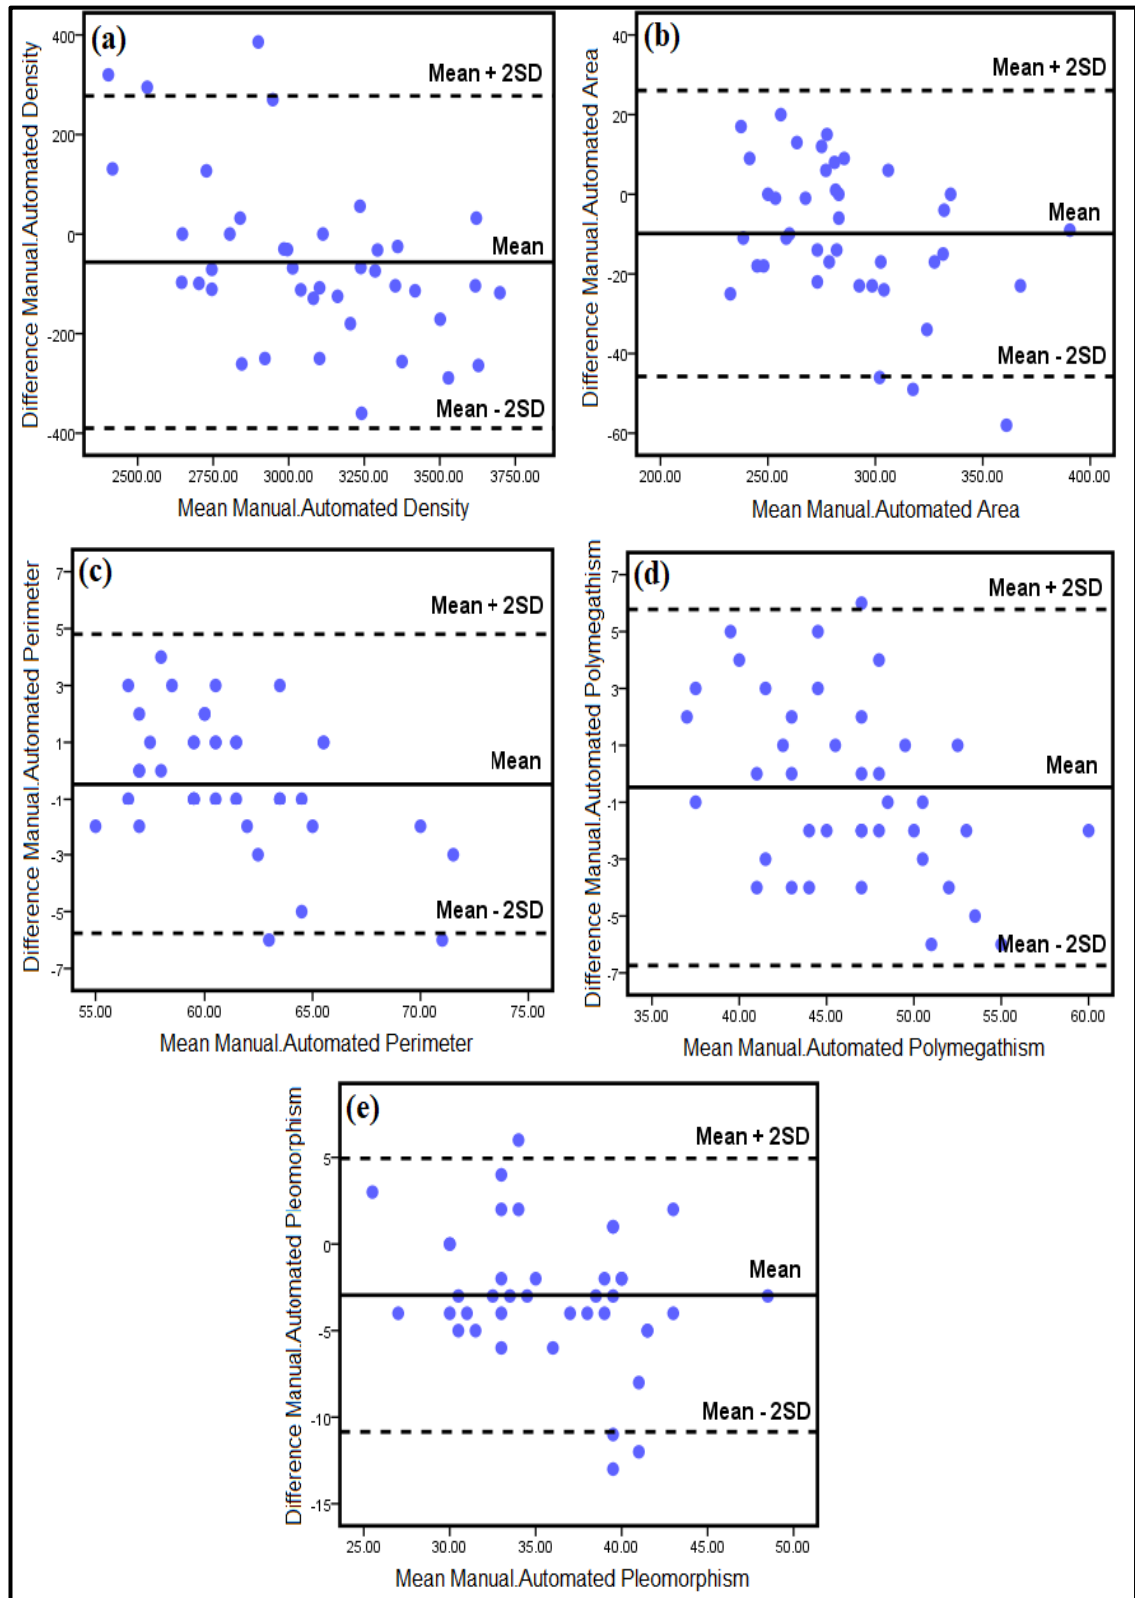 (a)
Difference Manual.Automated Density
400
200
0
-200
-400
Mean + 2SD
Mean
Mean - 2SD
2500.00 2750.00 3000.00 3250.00 3500.00 3750.00
Mean Manual.Automated Density
(b)
Difference Manual.Automated Area
40
20
0
-20
-40
-60
Mean + 2SD
Mean
Mean - 2SD
200.00 250.00 300.00 350.00 400.00
Mean Manual.Automated Area
(c)
Difference Manual.Automated Perimeter
7
5
3
1
-1
-3
-5
-7
Mean + 2SD
Mean
Mean - 2SD
55.00 60.00 65.00 70.00 75.00
Mean Manual.Automated Perimeter
(d)
Difference Manual.Automated Polymegathism
7
5
3
1
-1
-3
-5
-7
Mean + 2SD
Mean
Mean - 2SD
35.00 40.00 45.00 50.00 55.00 60.00
Mean Manual.Automated Polymegathism
(e)
Difference Manual.Automated Pleomorphism
5
0
-5
-10
-15
Mean + 2SD
Mean
Mean - 2SD
25.00 30.00 35.00 40.00 45.00 50.00
Mean Manual.Automated Pleomorphism